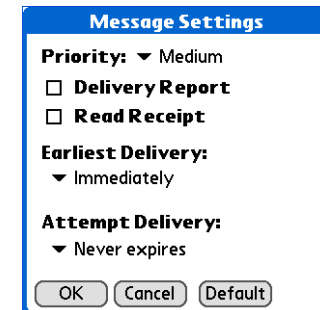 Message Settings
Priority: Medium
Delivery Report
Read Receipt
Earliest Delivery:
Immediately
Attempt Delivery:
Never expires
OK Cancel Default